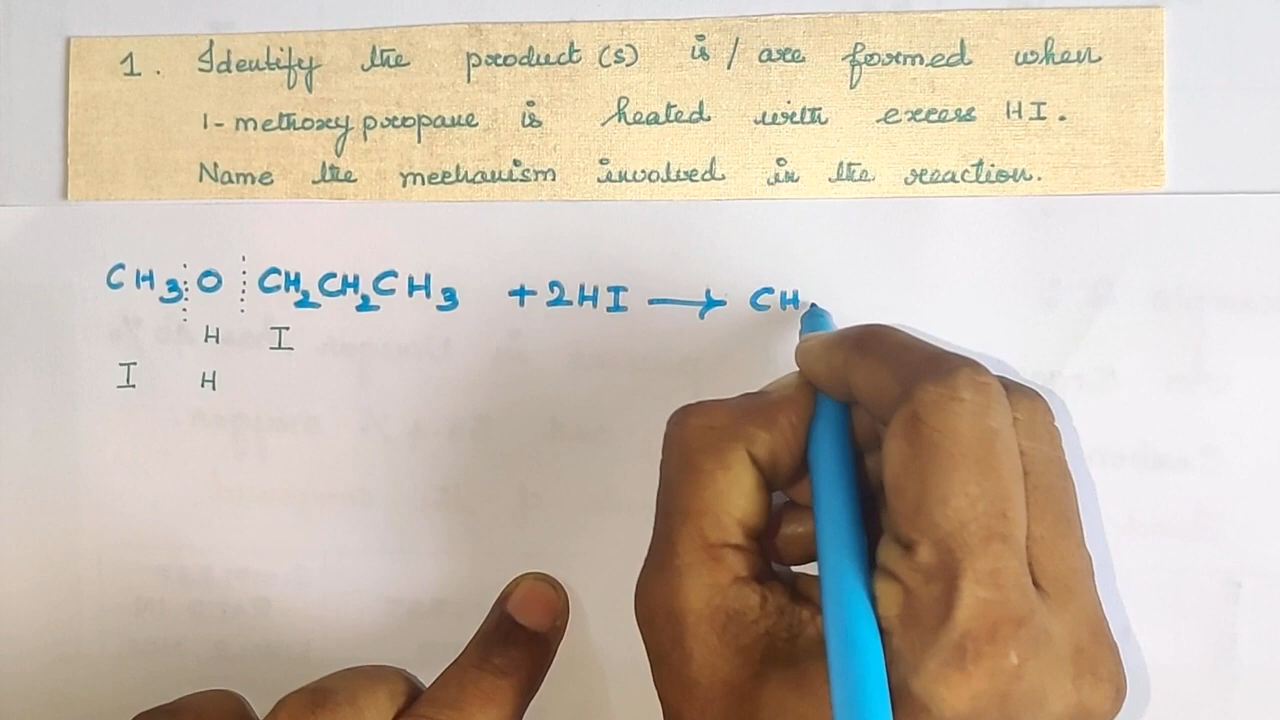 1. Identify the product (s) is / are formed when
1-methoxy propane is heated with excess HI.
Name the mechanism involved in the reaction.
CH3 O CH2CH2CH3 + 2HI → CH
H I
I H